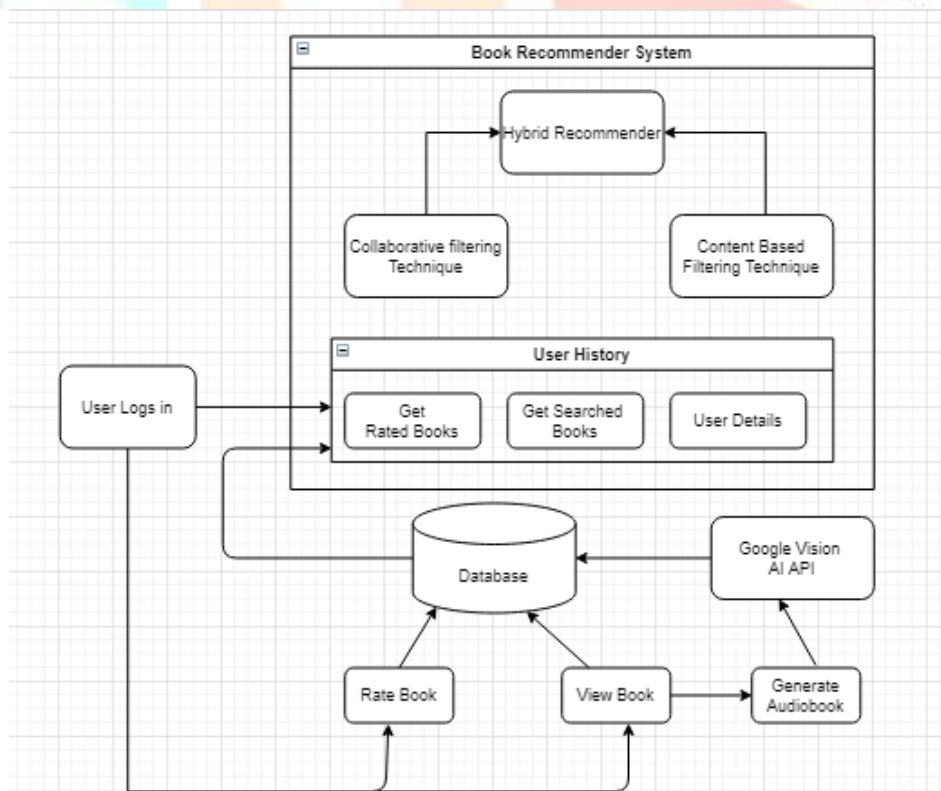 Book Recommender System
Hybrid Recommender
Collaborative filtering
Technique
Content Based
Filtering Technique
User History
User Logs in
Get
Rated Books
Get Searched
Books
User Details
Database
Google Vision
AI API
Rate Book
View Book
Generate
Audiobook